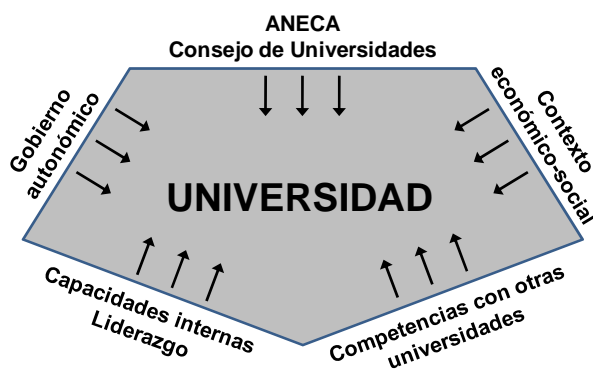 ANECA
Consejo de Universidades
Gobierno
autonómico
Contexto
económico-social
UNIVERSIDAD
Capacidades internas
Liderazgo
Competencias con otras
universidades